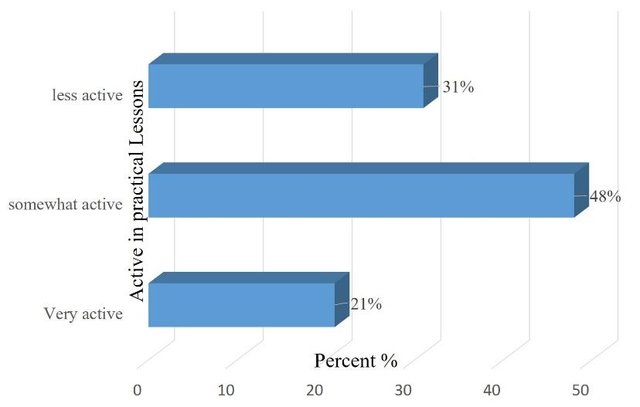 Active in practical Lessons
less active
31%
somewhat active
48%
Very active
21%
Percent %
0 10 20 30 40 50